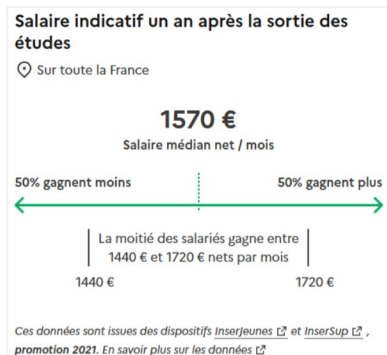 Salaire indicatif un an après la sortie des
études
Sur toute la France
1570 €
Salaire médian net / mois
50% gagnent moins
50% gagnent plus
La moitié des salariés gagne entre
1440 € et 1720 € nets par mois
1440 €
1720 €
Ces données sont issues des dispositifs InserJeunes et InserSup ,
promotion 2021. En savoir plus sur les données